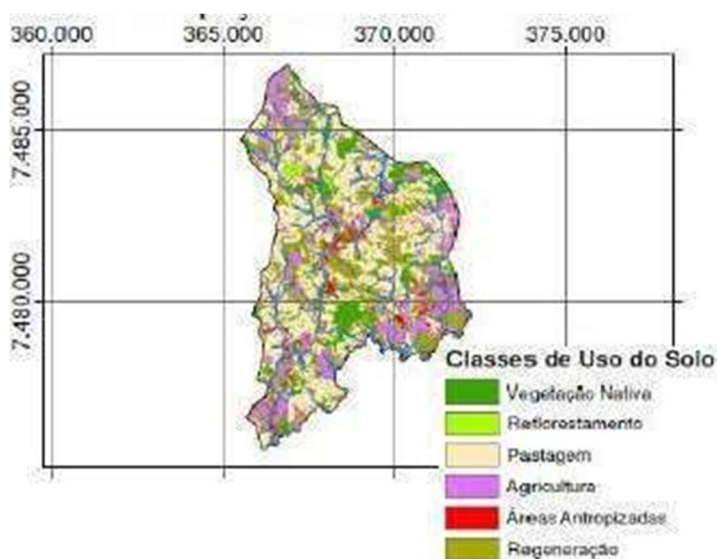 360.000 365.000 370.000 375.000
7.485.000
7.480.000
Classes de Uso do Solo
Vegetação Nativa
Reflorestamento
Pastagem
Agricultura
Áreas Antropizadas
Regeneração